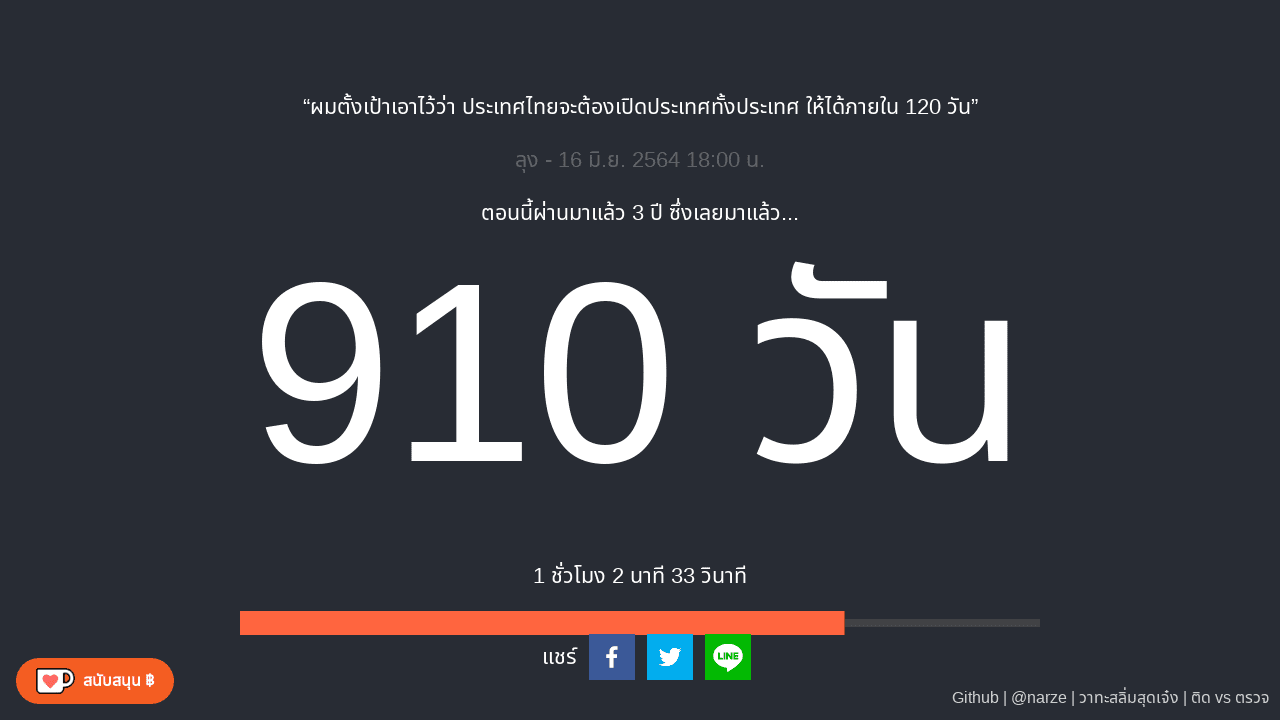 “ผมตั้งเป้าเอาไว้ว่า ประเทศไทยจะต้องเปิดประเทศทั้งประเทศ ให้ได้ภายใน 120 วัน”
ลุง - 16 มิ.ย. 2564 18:00 น.
ตอนนี้ผ่านมาแล้ว 3 ปี ซึ่งเลยมาแล้ว...
910 วัน
1 ชั่วโมง 2 นาที 33 วินาที
แชร์ LINE
สนับสนุน ฿
Github | @narze | วาทะสลิ่มสุดเจ๋ง | ติด vs ตรวจ